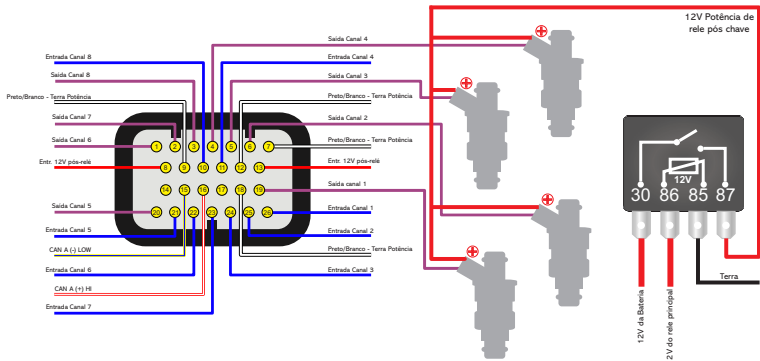 12V Potência de
rele pós chave
Saída Canal 4
Entrada Canal 8
Entrada Canal 4
Saída Canal 8
Saída Canal 3
Preto/Branco - Terra Potência
Preto/Branco - Terra Potência
Saída Canal 7
Saída Canal 2
Saída Canal 6
Preto/Branco - Terra Potência
1 2 3 4 5 6 7
Entr. 12V pós-relé
Entr. 12V pós-relé
8 9 10 11 12 13
14 15 16 17 18 19
Saída canal 1
Saída Canal 5
20 21 22 23 24 25 26
Entrada Canal 1
Entrada Canal 5
Entrada Canal 2
CAN A (-) LOW
Preto/Branco - Terra Potência
Entrada Canal 6
Entrada Canal 3
CAN A (+) HI
Entrada Canal 7
12V
30 86 85 87
Terra
12V da Bateria
2V do rele principal